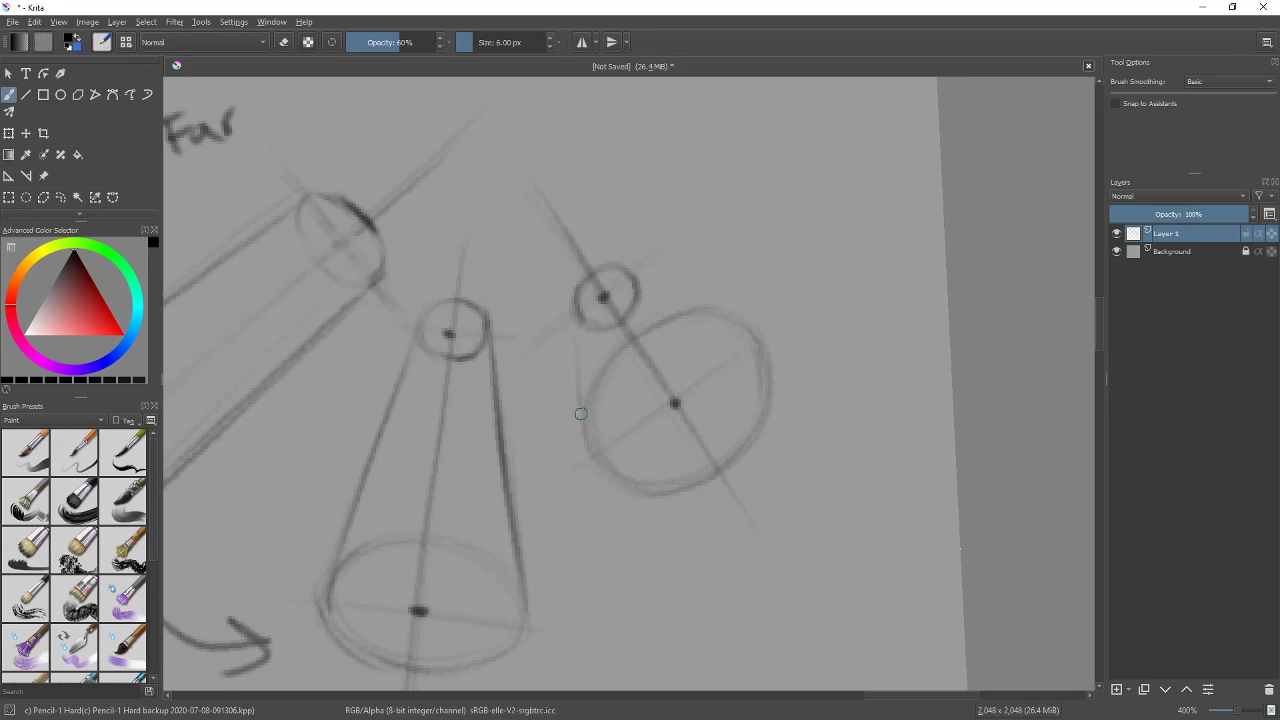 * - Krita
File Edit View Image Layer Select Filter Tools Settings Window Help
Normal Opacity: 60% Size: 6.00 px
[Not Saved] (26.4 MiB) *
Tool Options
Brush Smoothing: Basic
Snap to Assistants
Far
Layers
Normal
Opacity: 100%
Layer 1
Background
Advanced Color Selector
Brush Presets
Paint Tag
Search
c) Pencil-1 Hard(c) Pencil-1 Hard backup 2020-07-08-091306.kpp) RGB/Alpha (8-bit integer/channel) sRGB-elle-V2-srgbtrc.icc 2,048 x 2,048 (26.4 MiB) 400%